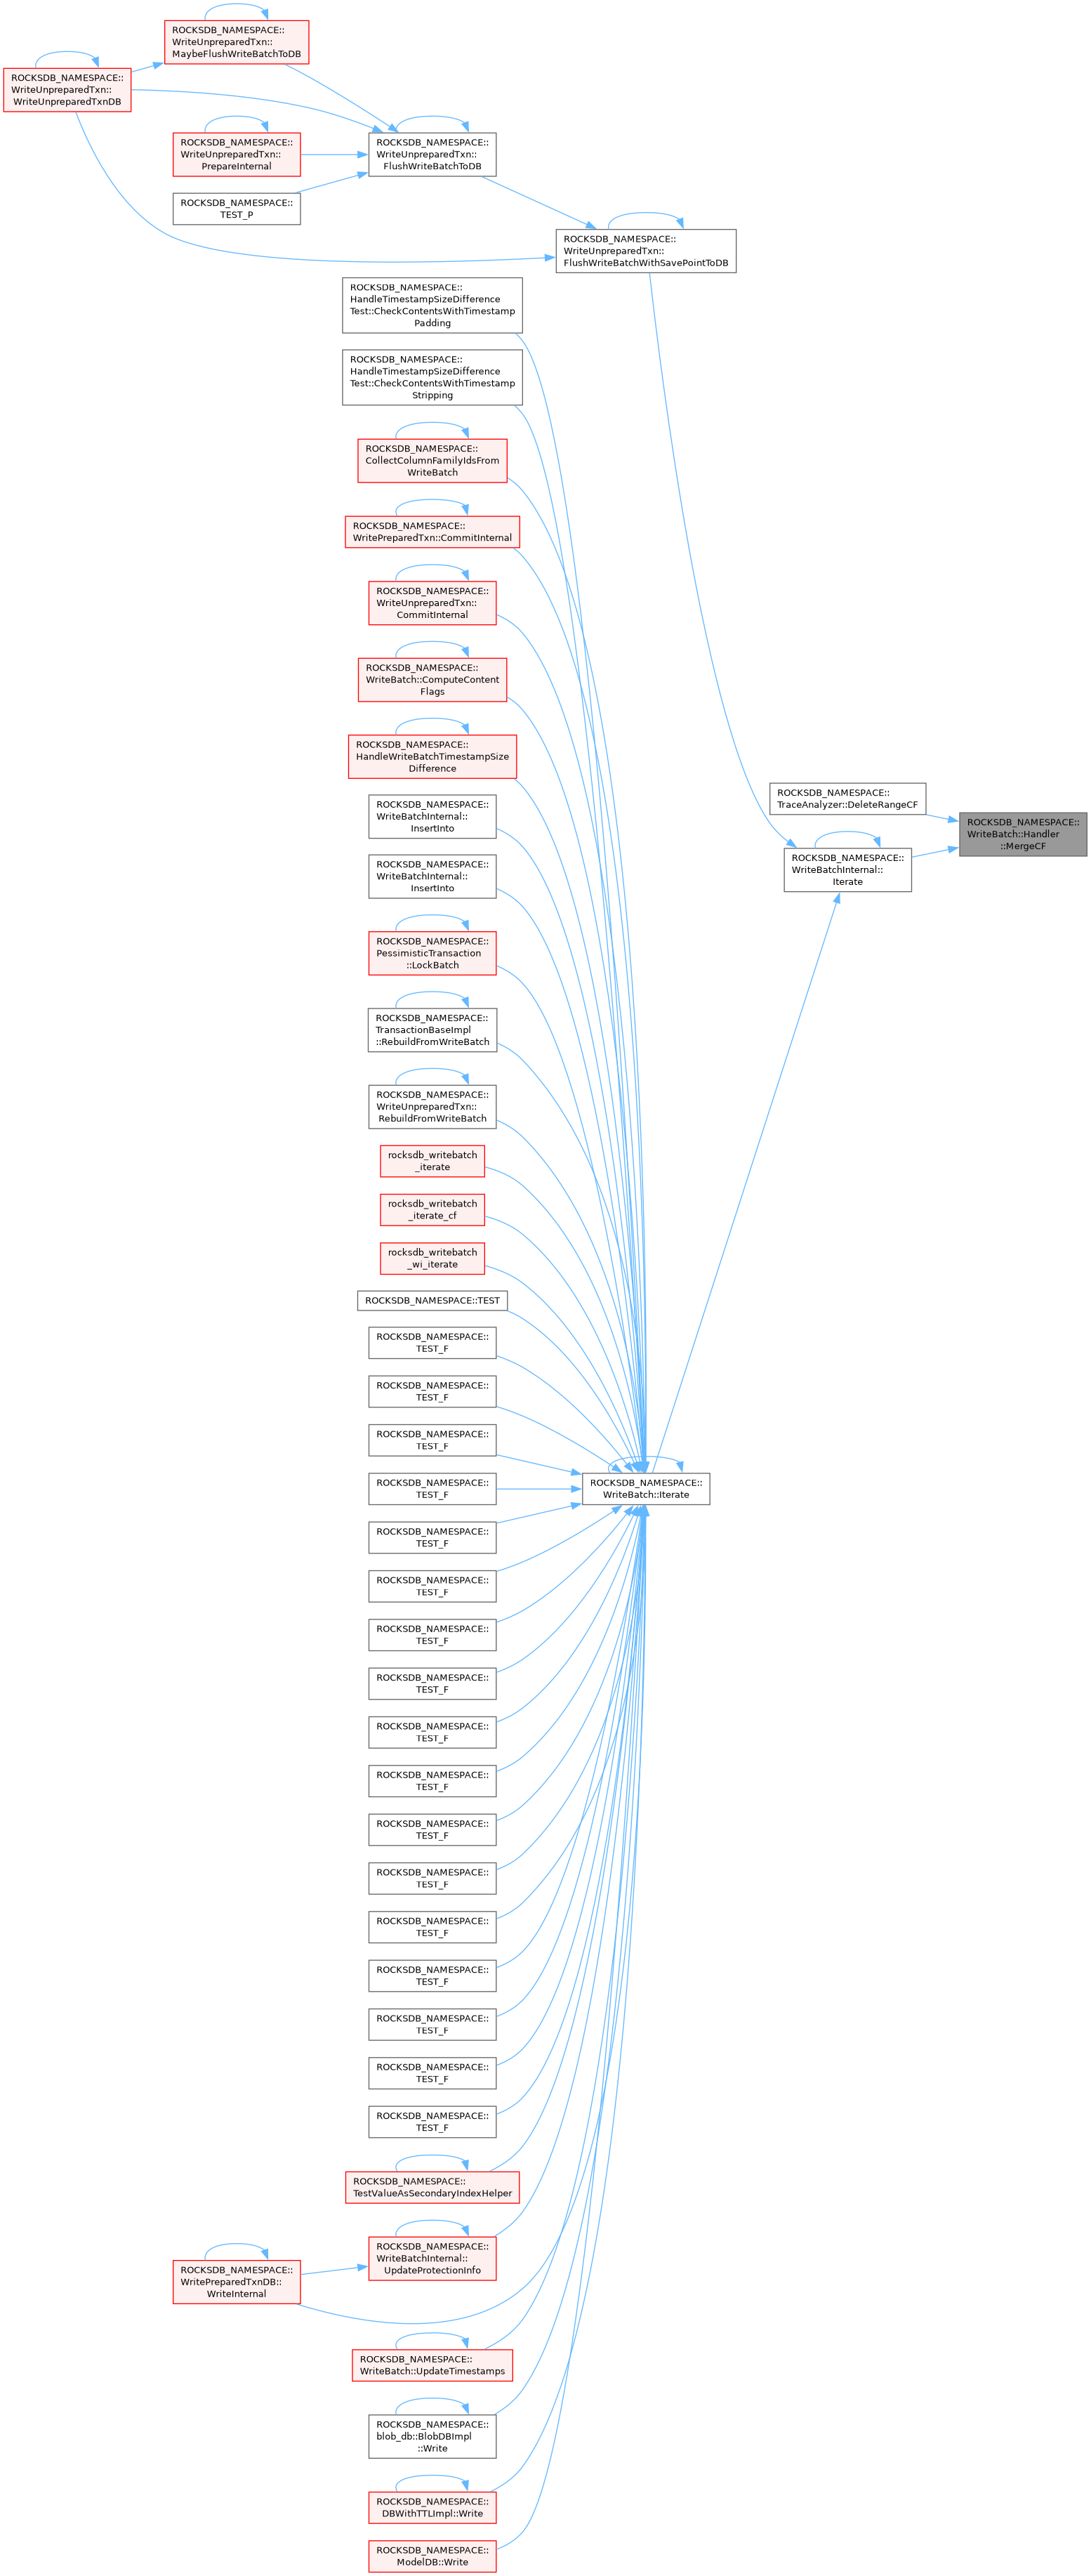 ROCKSDB_NAMESPACE::
WriteUnpreparedTxn::
MaybeFlushWriteBatchToDB
ROCKSDB_NAMESPACE::
WriteUnpreparedTxn::
WriteUnpreparedTxnDB
ROCKSDB_NAMESPACE::
WriteUnpreparedTxn::
PrepareInternal
ROCKSDB_NAMESPACE::
WriteUnpreparedTxn::
FlushWriteBatchToDB
ROCKSDB_NAMESPACE::
TEST_P
ROCKSDB_NAMESPACE::
WriteUnpreparedTxn::
FlushWriteBatchWithSavePointToDB
ROCKSDB_NAMESPACE::
HandleTimestampSizeDifference
Test::CheckContentsWithTimestamp
Padding
ROCKSDB_NAMESPACE::
HandleTimestampSizeDifference
Test::CheckContentsWithTimestamp
Stripping
ROCKSDB_NAMESPACE::
CollectColumnFamilyIdsFrom
WriteBatch
ROCKSDB_NAMESPACE::
WritePreparedTxn::CommitInternal
ROCKSDB_NAMESPACE::
WriteUnpreparedTxn::
CommitInternal
ROCKSDB_NAMESPACE::
WriteBatch::ComputeContent
Flags
ROCKSDB_NAMESPACE::
HandleWriteBatchTimestampSize
Difference
ROCKSDB_NAMESPACE::
TraceAnalyzer::DeleteRangeCF
ROCKSDB_NAMESPACE::
WriteBatch::Handler
::MergeCF
ROCKSDB_NAMESPACE::
WriteBatchInternal::
Iterate
ROCKSDB_NAMESPACE::
WriteBatchInternal::
InsertInto
ROCKSDB_NAMESPACE::
WriteBatchInternal::
InsertInto
ROCKSDB_NAMESPACE::
PessimisticTransaction
::LockBatch
ROCKSDB_NAMESPACE::
TransactionBaseImpl
::RebuildFromWriteBatch
ROCKSDB_NAMESPACE::
WriteUnpreparedTxn::
RebuildFromWriteBatch
rocksdb_writebatch
_iterate
rocksdb_writebatch
_iterate_cf
rocksdb_writebatch
_wi_iterate
ROCKSDB_NAMESPACE::TEST
ROCKSDB_NAMESPACE::
TEST_F
ROCKSDB_NAMESPACE::
TEST_F
ROCKSDB_NAMESPACE::
TEST_F
ROCKSDB_NAMESPACE::
TEST_F
ROCKSDB_NAMESPACE::
WriteBatch::Iterate
ROCKSDB_NAMESPACE::
TEST_F
ROCKSDB_NAMESPACE::
TEST_F
ROCKSDB_NAMESPACE::
TEST_F
ROCKSDB_NAMESPACE::
TEST_F
ROCKSDB_NAMESPACE::
TEST_F
ROCKSDB_NAMESPACE::
TEST_F
ROCKSDB_NAMESPACE::
TEST_F
ROCKSDB_NAMESPACE::
TEST_F
ROCKSDB_NAMESPACE::
TEST_F
ROCKSDB_NAMESPACE::
TEST_F
ROCKSDB_NAMESPACE::
TEST_F
ROCKSDB_NAMESPACE::
TEST_F
ROCKSDB_NAMESPACE::
TEST_F
ROCKSDB_NAMESPACE::
TestValueAsSecondaryIndexHelper
ROCKSDB_NAMESPACE::
WriteBatchInternal::
UpdateProtectionInfo
ROCKSDB_NAMESPACE::
WritePreparedTxnDB::
WriteInternal
ROCKSDB_NAMESPACE::
WriteBatch::UpdateTimestamps
ROCKSDB_NAMESPACE::
blob_db::BlobDBImpl
::Write
ROCKSDB_NAMESPACE::
DBWithTTLImpl::Write
ROCKSDB_NAMESPACE::
ModelDB::Write